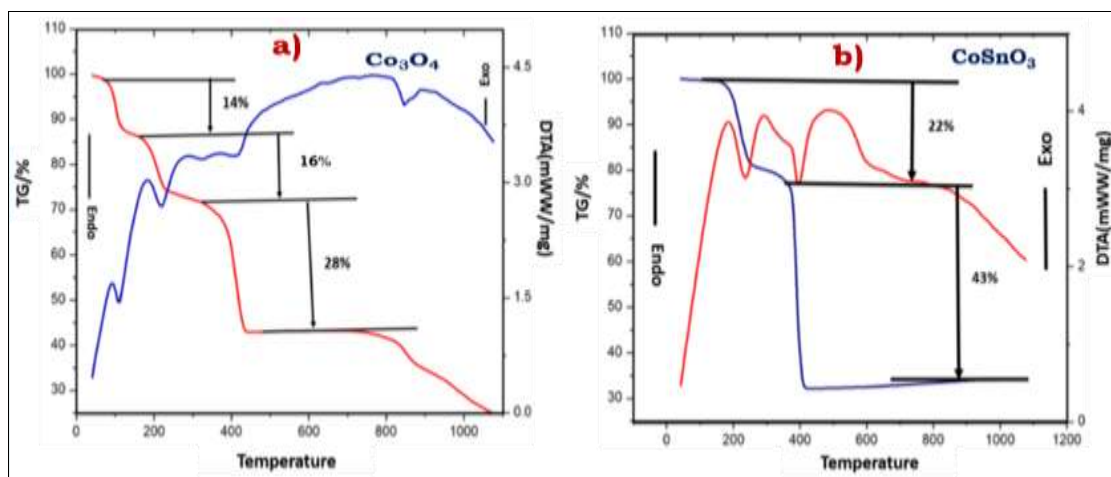 a)
Co₃O₄
110
100
90
80
70
60
50
40
30
TG/%
Endo
14%
16%
28%
Exo
4.5
3.0
1.5
0.0
DTA(mWW/mg)
0 200 400 600 800 1000
Temperature
b)
CoSnO₃
110
100
90
80
70
60
50
40
30
TG/%
Endo
22%
43%
Exo
4
2
0
DTA(mWW/mg)
0 200 400 600 800 1000 1200
Temperature